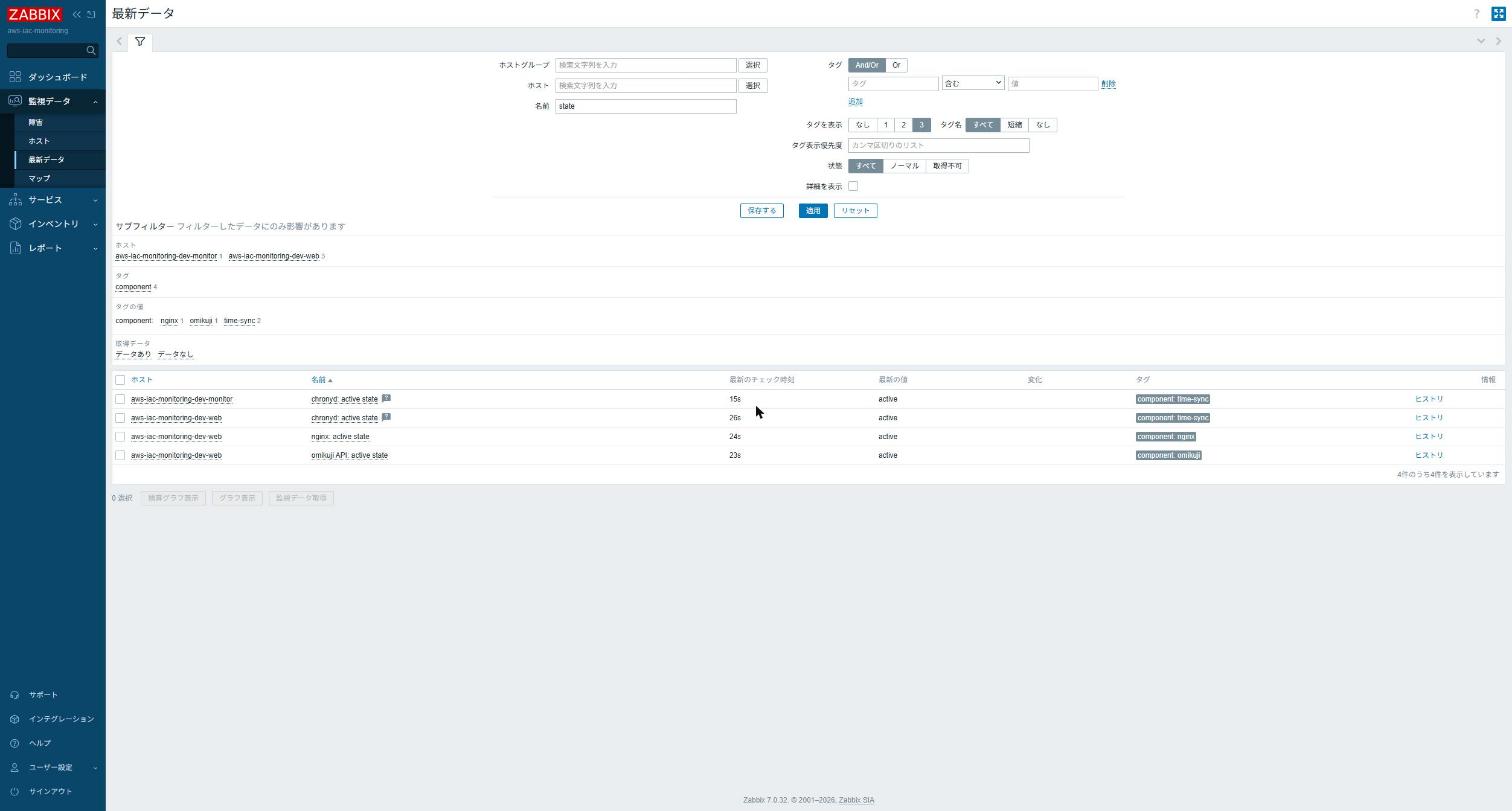 ZABBIX
aws-iac-monitoring
ダッシュボード
監視データ
障害
ホスト
最新データ
マップ
サービス
インベントリ
レポート
サポート
インテグレーション
ヘルプ
ユーザー設定
サインアウト
最新データ
?
ホストグループ 検索文字列を入力 選択
ホスト 検索文字列を入力 選択
名前 state
タグ And/Or Or
タグ 含む 値 削除
追加
タグを表示 なし 1 2 3 タグ名 すべて 短縮 なし
タグ表示優先度 カンマ区切りのリスト
状態 すべて ノーマル 取得不可
詳細を表示
保存する 適用 リセット
サブフィルター フィルターしたデータにのみ影響があります
ホスト
aws-iac-monitoring-dev-monitor 1 aws-iac-monitoring-dev-web 3
タグ
component 4
タグの値
component: nginx 1 omikuji 1 time-sync 2
取得データ
データあり データなし
ホスト 名前 最新のチェック時刻 最新の値 変化 タグ 情報
aws-iac-monitoring-dev-monitor chronyd: active state ? 15s active component: time-sync ヒストリ
aws-iac-monitoring-dev-web chronyd: active state ? 26s active component: time-sync ヒストリ
aws-iac-monitoring-dev-web nginx: active state 24s active component: nginx ヒストリ
aws-iac-monitoring-dev-web omikuji API: active state 23s active component: omikuji ヒストリ
4件のうち4件を表示しています
0 選択 積算グラフ表示 グラフ表示 監視データ取得
Zabbix 7.0.32. © 2001–2026, Zabbix SIA